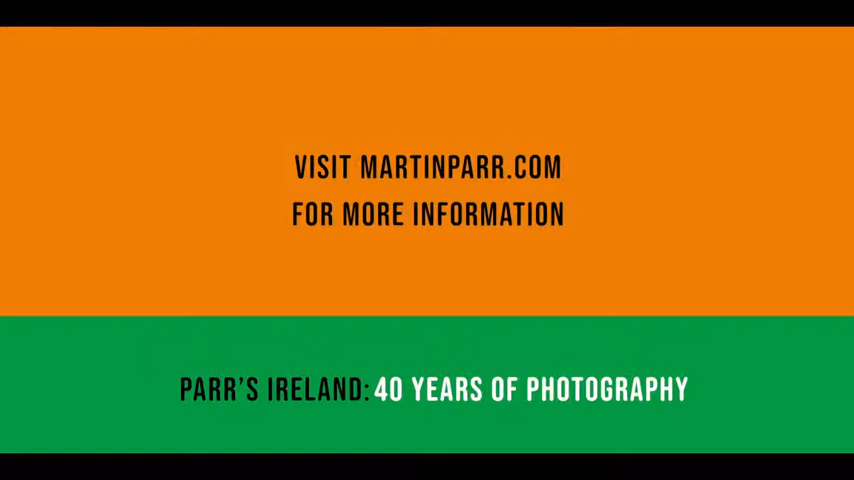 VISIT MARTINPARR.COM
FOR MORE INFORMATION
PARR'S IRELAND: 40 YEARS OF PHOTOGRAPHY